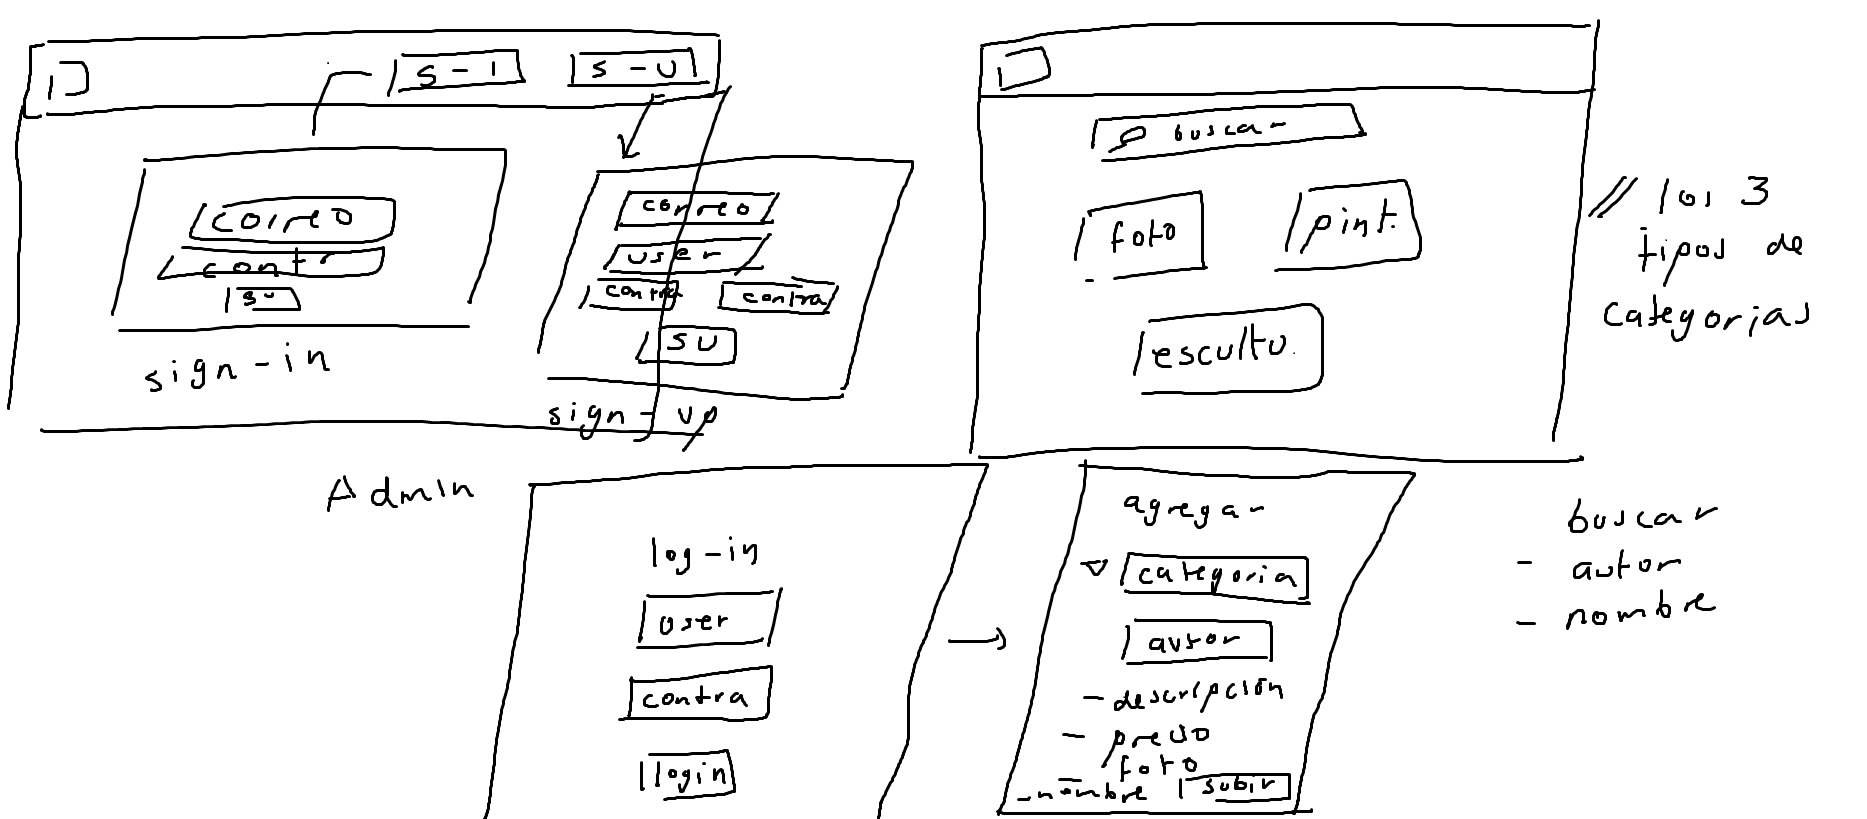 S - I
S - U
correo
contr
su
sign - in
correo
user
contra
contra
SU
sign - up
buscar
foto
pint.
esculto.
// los 3
tipos de
categorias
Admin
log-in
user
contra
login
agregar
categoria
autor
- descripción
- precio
- foto
- nombre
subir
buscar
- autor
- nombre